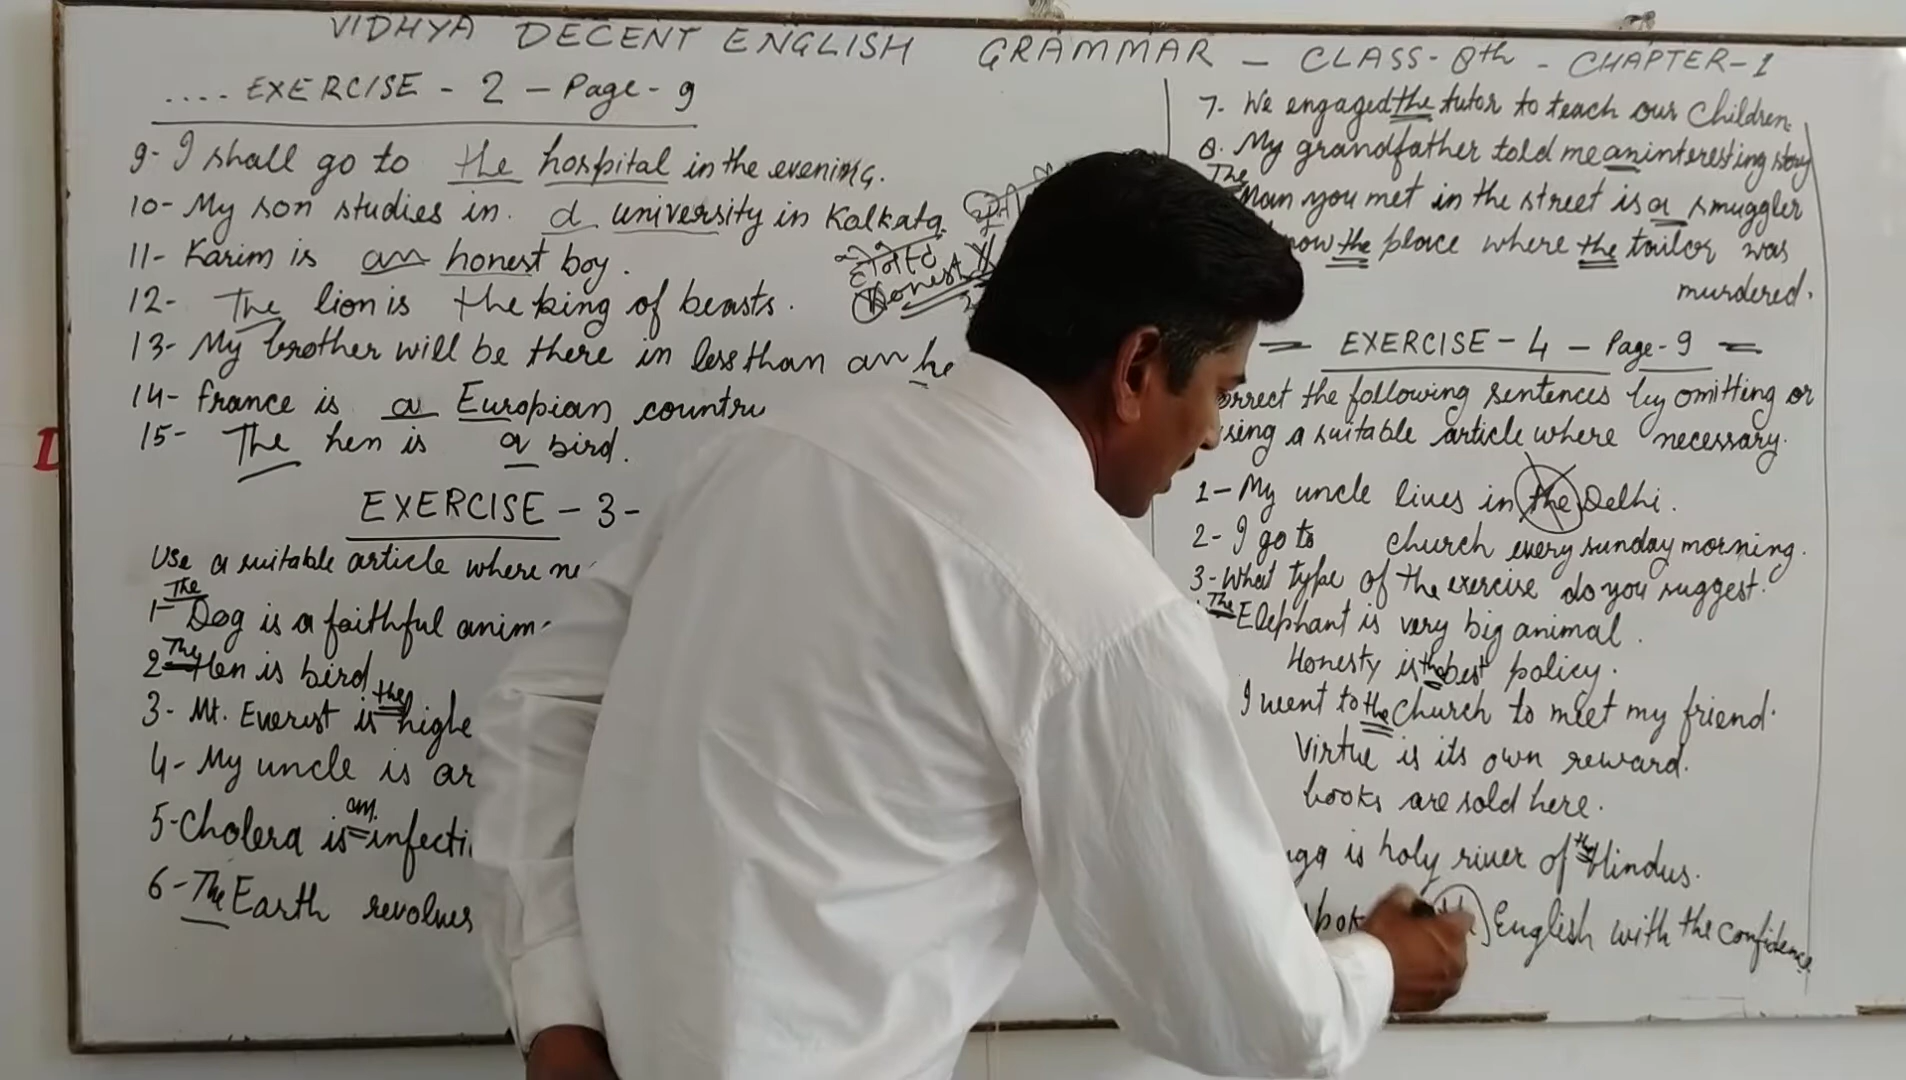 VIDHYA DECENT ENGLISH GRAMMAR - CLASS-8th - CHAPTER-1
.... EXERCISE - 2 - Page - 9
9- I shall go to the hospital in the evening.
10- My son studies in. a university in Kolkata.
11- Karim is an honest boy.
12- The lion is the king of beasts.
13- My brother will be there in less than an
14- france is a Europian
15- The hen is a bird.
होनेस्ट
Honest
EXERCISE - 3 -
Use a suitable article where
The
1- Dog is a faithful
The
2- Hen is bird
the
3- Mt. Everest is
4- My uncle is
an
5- Cholera is
6- The Earth revolves
7- We engaged the tutor to teach our Children.
8. My grandfather told me an interesting story
The
Man you met in the street is a smuggler
the place where the tailor was
murdered.
EXERCISE - 4 - Page - 9
the following sentences by omitting or
a suitable article where necessary.
1- My uncle lives in the Delhi.
2- I go to church every sunday morning.
3- What type of the exercise do you suggest.
The Elephant is very big animal.
Honesty is the best policy.
I went to the Church to meet my friend.
Virtue is its own reward.
books are sold here.
is holy river of the Hindus.
English with the confidence